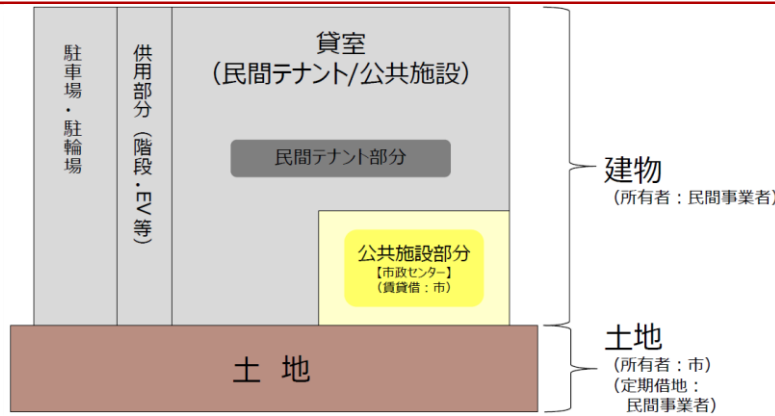 駐車場・駐輪場
供用部分（階段・EV等）
貸室
（民間テナント/公共施設）
民間テナント部分
公共施設部分
【市政センター】
（賃貸借：市）
建物
（所有者：民間事業者）
土地
土地
（所有者：市）
（定期借地：
民間事業者）